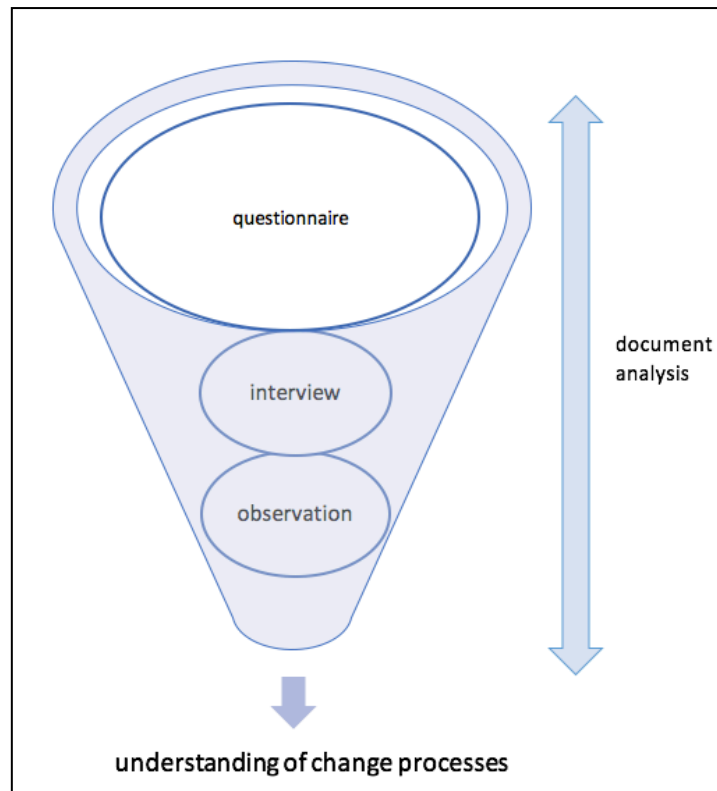 questionnaire
interview
observation
document
analysis
understanding of change processes